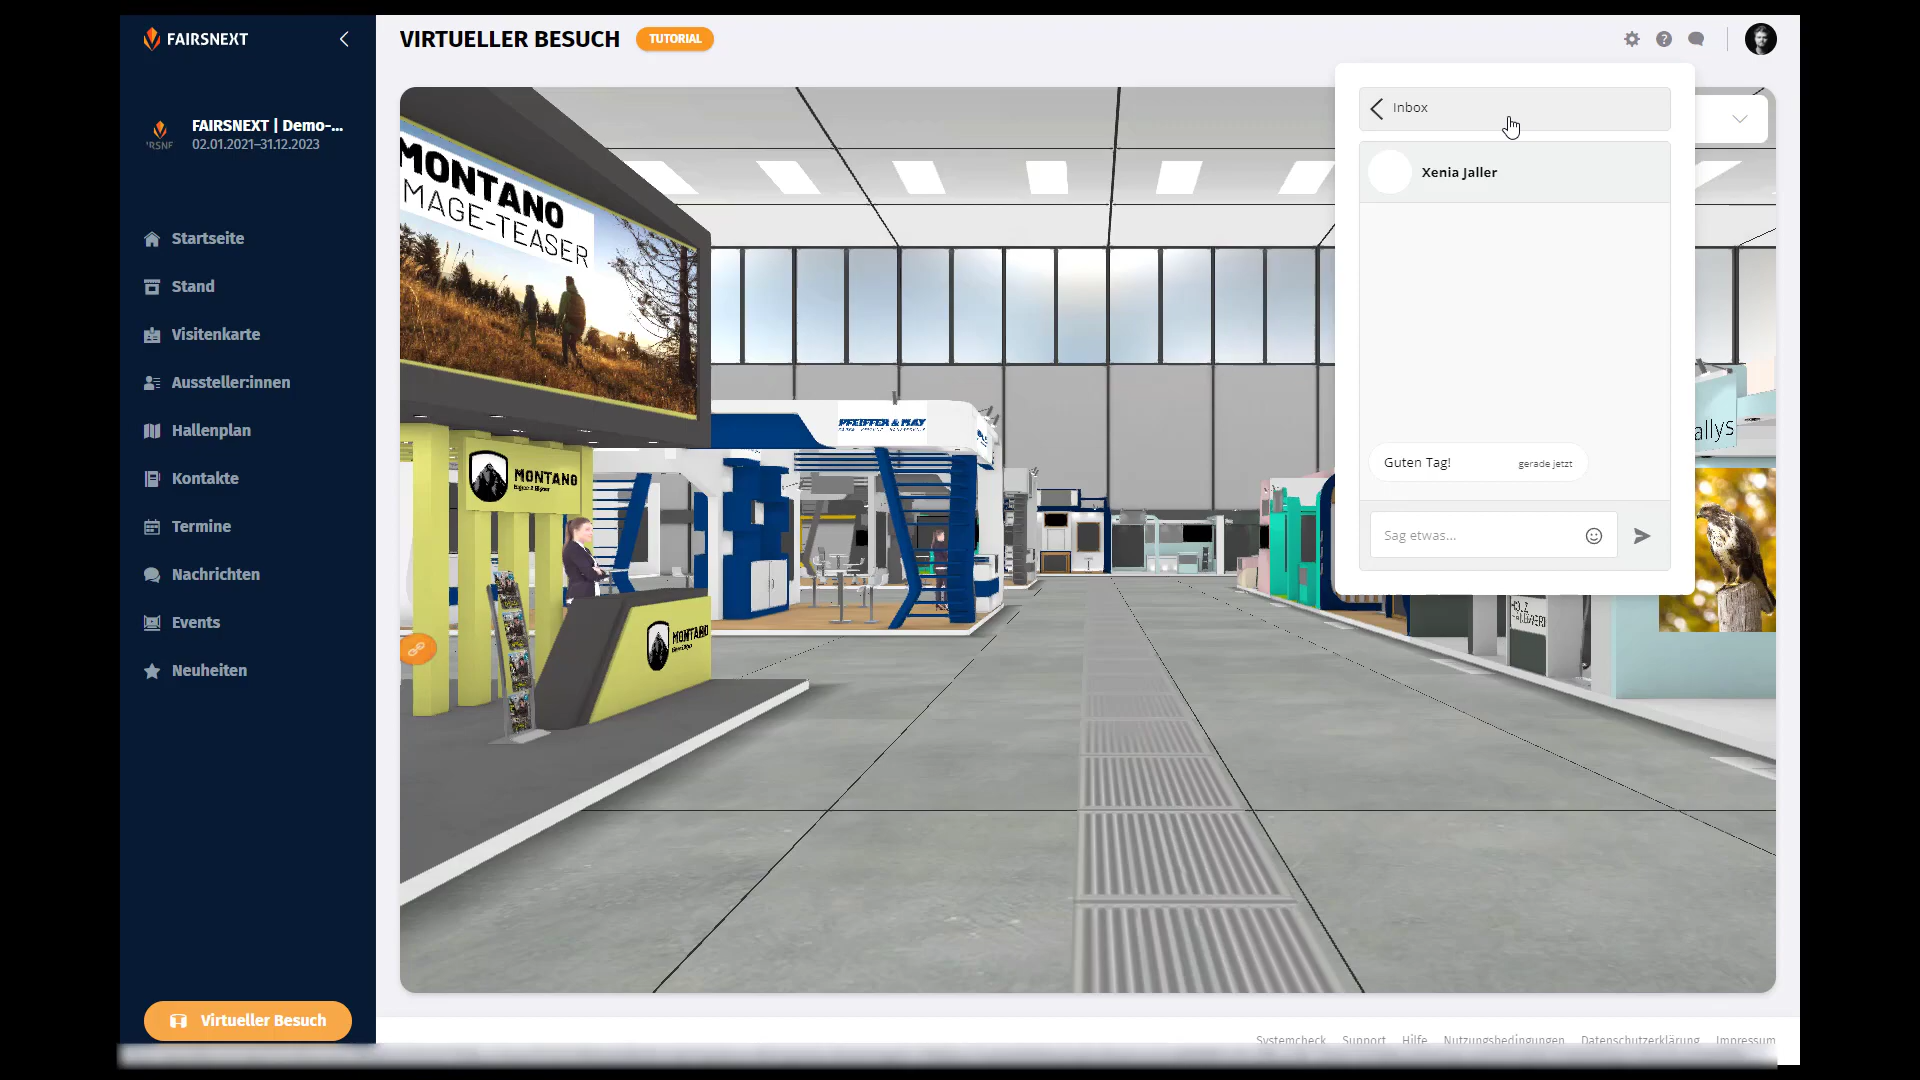 FAIRSNEXT
VIRTUELLER BESUCH
TUTORIAL
FAIRSNEXT | Demo-...
02.01.2021–31.12.2023
Startseite
Stand
Visitenkarte
Aussteller:innen
Hallenplan
Kontakte
Termine
Nachrichten
Events
Neuheiten
Virtueller Besuch
MONTANO
IMAGE-TEASER
MONTANO
PFEIFFER & MAY
MONTANO
Inbox
Xenia Jaller
Guten Tag!
gerade jetzt
Sag etwas...
allys
Systemcheck
Support
Hilfe
Nutzungsbedingungen
Datenschutzerklärung
Impressum